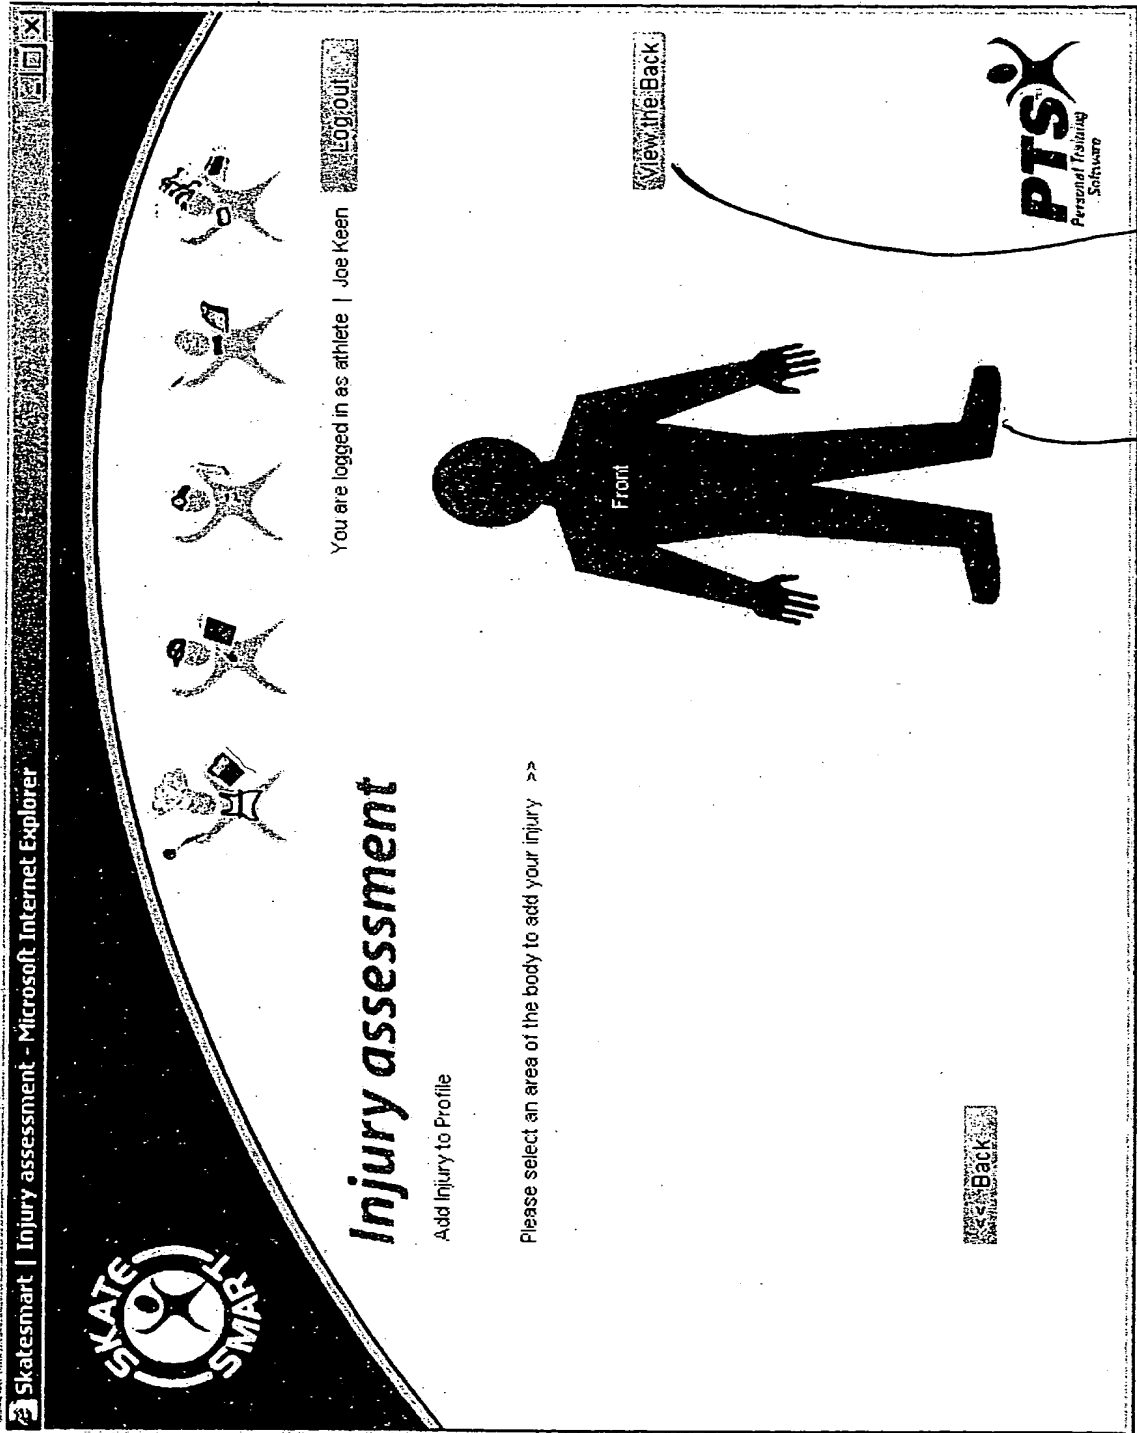 Skatesmart | Injury assessment - Microsoft Internet Explorer
SKATE
SMART
You are logged in as athlete | Joe Keen
Log out
Injury assessment
Add Injury to Profile
Please select an area of the body to add your injury >>
Front
View the Back
<<< Back
PTS
Personal Training
Software